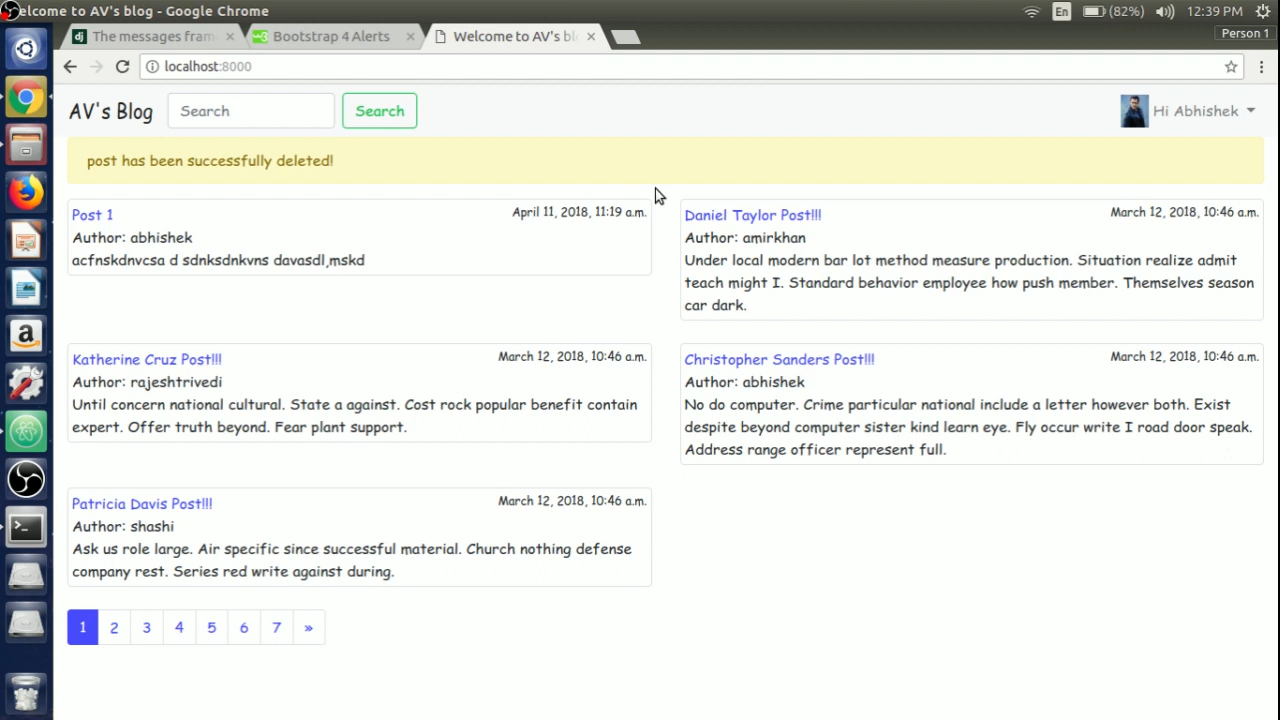 elcome to AV's blog - Google Chrome
En
(82%)
12:39 PM
The messages fram
Bootstrap 4 Alerts
Welcome to AV's bl
Person 1
localhost:8000
AV's Blog
Search
Search
Hi Abhishek
post has been successfully deleted!
Post 1
April 11, 2018, 11:19 a.m.
Author: abhishek
acfnskdnvcsa d sdnksdnkvns davasdl,mskd
Daniel Taylor Post!!!
March 12, 2018, 10:46 a.m.
Author: amirkhan
Under local modern bar lot method measure production. Situation realize admit
teach might I. Standard behavior employee how push member. Themselves season
car dark.
Katherine Cruz Post!!!
March 12, 2018, 10:46 a.m.
Author: rajeshtrivedi
Until concern national cultural. State a against. Cost rock popular benefit contain
expert. Offer truth beyond. Fear plant support.
Christopher Sanders Post!!!
March 12, 2018, 10:46 a.m.
Author: abhishek
No do computer. Crime particular national include a letter however both. Exist
despite beyond computer sister kind learn eye. Fly occur write I road door speak.
Address range officer represent full.
Patricia Davis Post!!!
March 12, 2018, 10:46 a.m.
Author: shashi
Ask us role large. Air specific since successful material. Church nothing defense
company rest. Series red write against during.
1 2 3 4 5 6 7 »